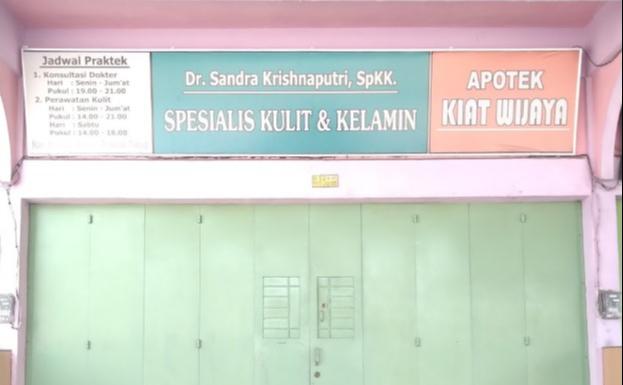 Jadwal Praktek
1. Konsultasi Dokter
Hari : Senin - Jum'at
Pukul : 19.00 - 21.00
2. Perawatan Kulit
Hari : Senin - Jum'at
Pukul : 14.00 - 21.00
Hari : Sabtu
Pukul : 14.00 - 18.00
Dr. Sandra Krishnaputri, SpKK.
SPESIALIS KULIT & KELAMIN
APOTEK
KIAT WIJAYA